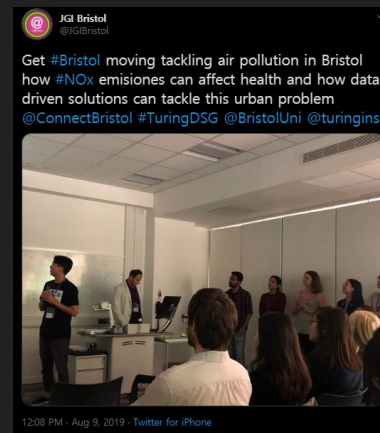 JGI Bristol
@JGIBristol
Get #Bristol moving tackling air pollution in Bristol
how #NOx emisiones can affect health and how data
driven solutions can tackle this urban problem
@ConnectBristol #TuringDSG @BristolUni @turingins
12:08 PM · Aug 9, 2019 · Twitter for iPhone